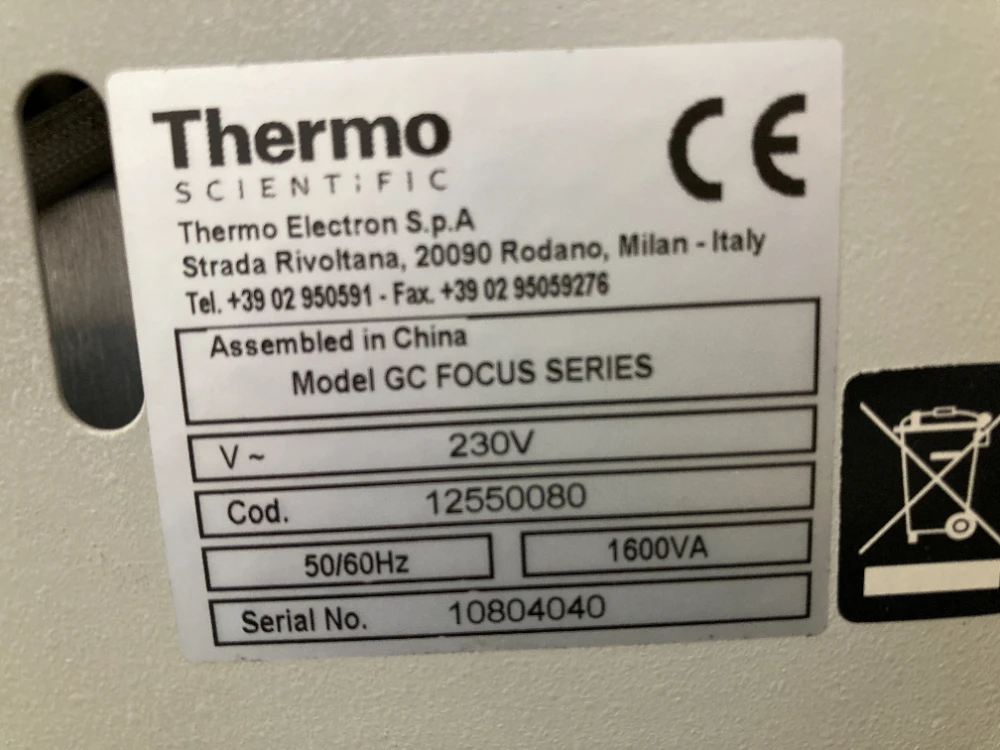 Thermo
SCIENTIFIC
CE
Thermo Electron S.p.A
Strada Rivoltana, 20090 Rodano, Milan - Italy
Tel. +39 02 950591 - Fax. +39 02 95059276
Assembled in China
Model GC FOCUS SERIES
V ~ 230V
Cod. 12550080
50/60Hz 1600VA
Serial No. 10804040